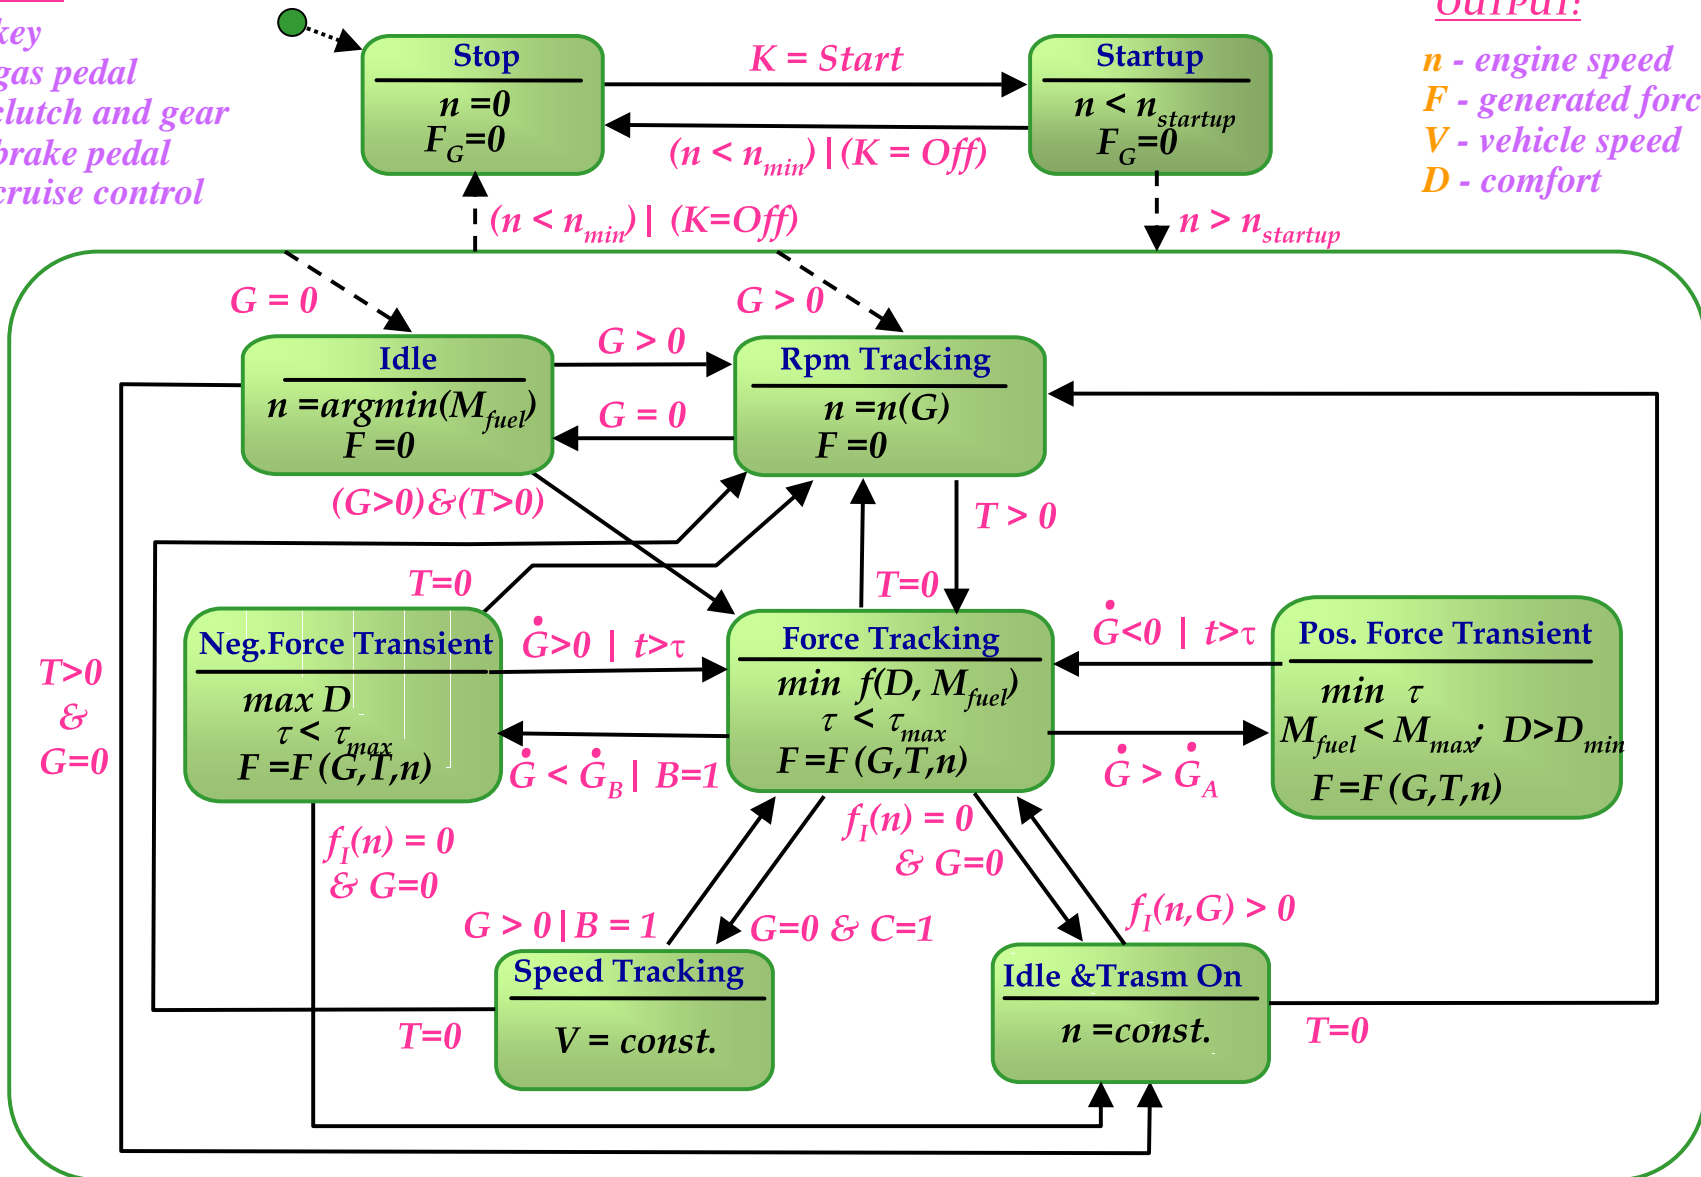 key
gas pedal
clutch and gear
brake pedal
cruise control
OUTPUT:
n - engine speed
F - generated forc
V - vehicle speed
D - comfort
Stop
n =0
F_G=0
K = Start
(n < n_min)|(K = Off)
Startup
n < n_startup
F_G=0
(n < n_min)| (K=Off)
n > n_startup
G = 0
G > 0
Idle
n =argmin(M_fuel)
F =0
G > 0
G = 0
Rpm Tracking
n =n(G)
F =0
(G>0)&(T>0)
T > 0
T=0
T=0
T>0
&
G=0
Neg.Force Transient
max D
τ < τ_max
F =F(G,T,n)
Ġ>0 | t>τ
Ġ < Ġ_B | B=1
Force Tracking
min f(D, M_fuel)
τ < τ_max
F =F(G,T,n)
Ġ<0 | t>τ
Ġ > Ġ_A
Pos. Force Transient
min τ
M_fuel < M_max; D>D_min
F =F(G,T,n)
f_I(n) = 0
& G=0
f_I(n) = 0
& G=0
G > 0|B = 1
G=0 & C=1
f_I(n,G) > 0
Speed Tracking
V = const.
T=0
Idle &Trasm On
n =const.
T=0